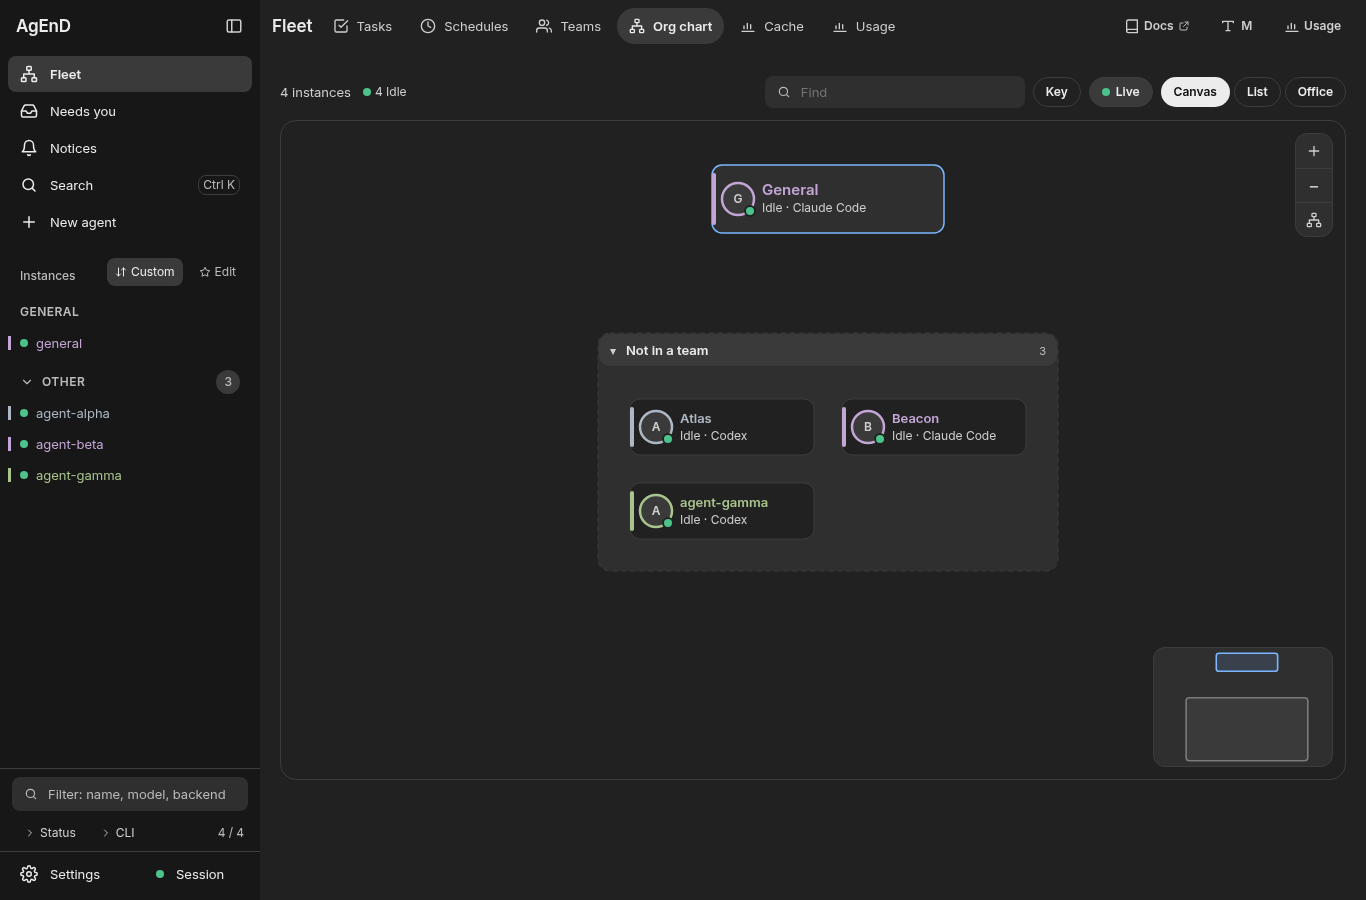 AgEnD
Fleet
Needs you
Notices
Search
Ctrl K
New agent
Instances
Custom
Edit
GENERAL
general
OTHER
3
agent-alpha
agent-beta
agent-gamma
Filter: name, model, backend
Status
CLI
4 / 4
Settings
Session
Fleet
Tasks
Schedules
Teams
Org chart
Cache
Usage
Docs
M
Usage
4 instances
4 Idle
Find
Key
Live
Canvas
List
Office
G
General
Idle · Claude Code
Not in a team
3
A
Atlas
Idle · Codex
B
Beacon
Idle · Claude Code
A
agent-gamma
Idle · Codex